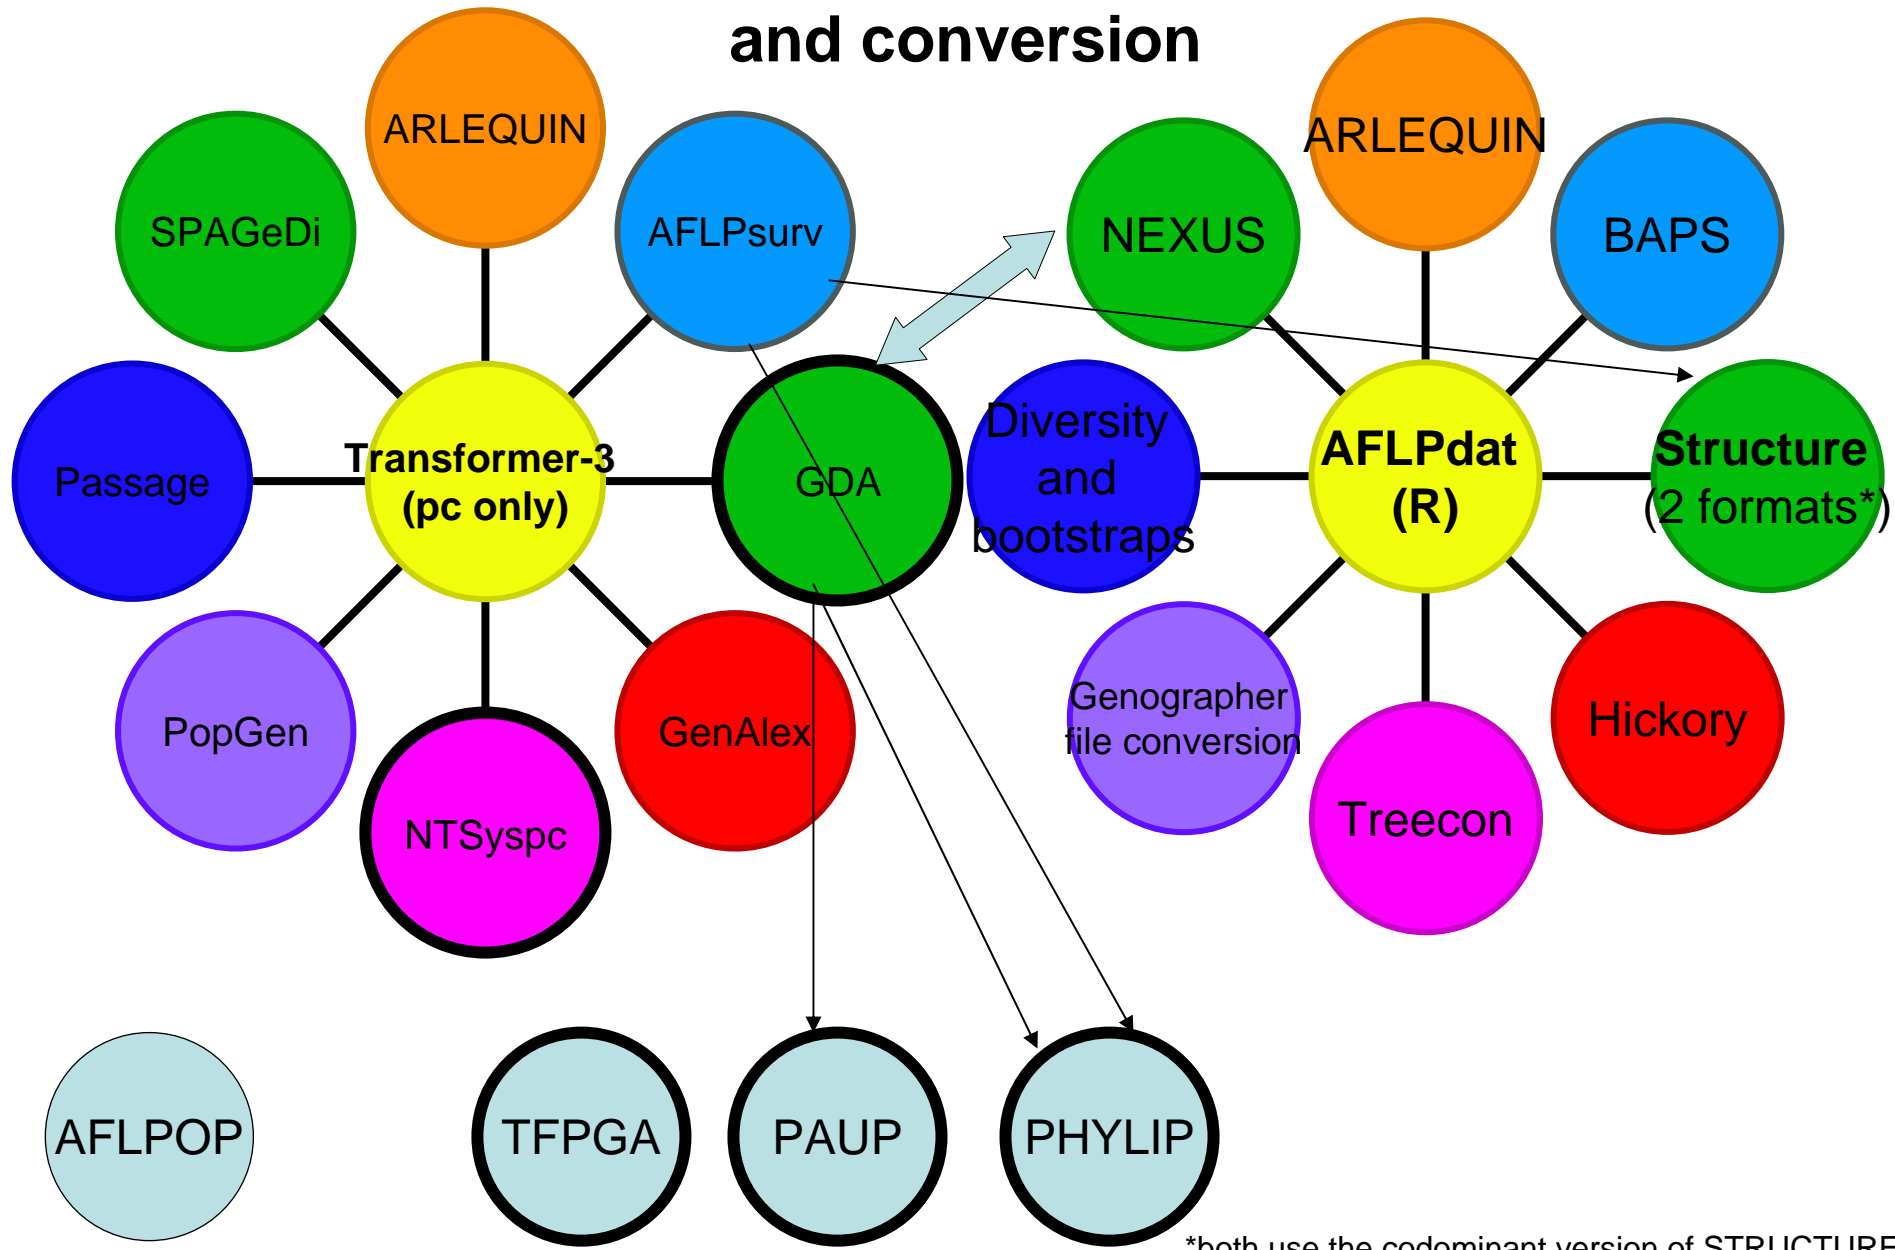 and conversion
ARLEQUIN
SPAGeDi
AFLPsurv
Passage
Transformer-3
(pc only)
GDA
PopGen
GenAlex
NTSyspc
ARLEQUIN
NEXUS
BAPS
Diversity
and
bootstraps
AFLPdat
(R)
Structure
(2 formats*)
Genographer
file conversion
Hickory
Treecon
AFLPOP
TFPGA
PAUP
PHYLIP
*both use the codominant version of STRUCTURE